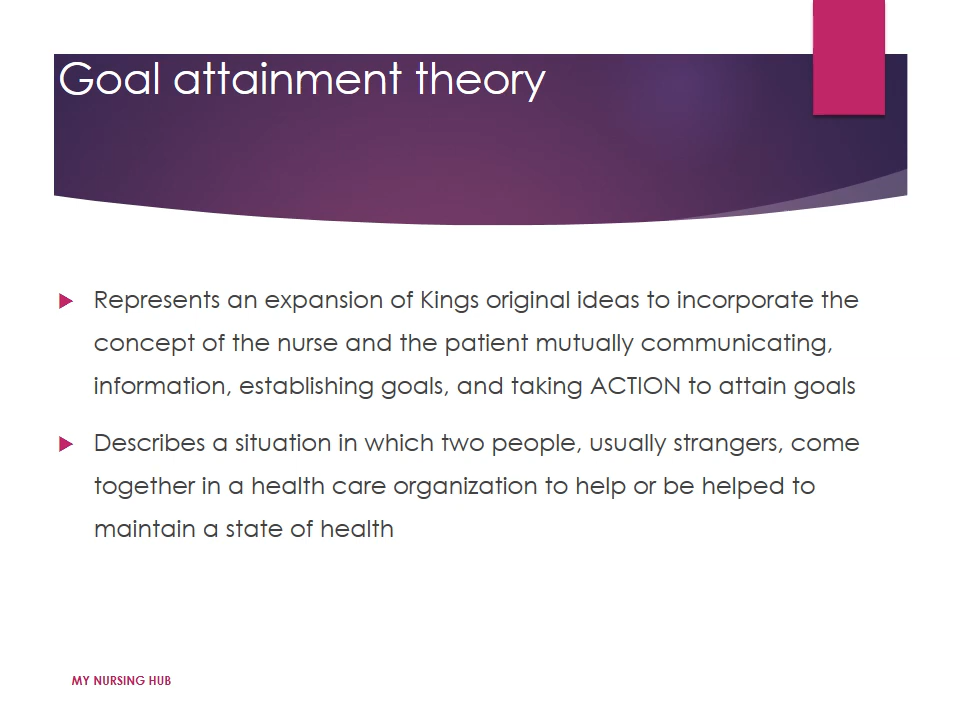 Goal attainment theory
Represents an expansion of Kings original ideas to incorporate the
concept of the nurse and the patient mutually communicating,
information, establishing goals, and taking ACTION to attain goals
Describes a situation in which two people, usually strangers, come
together in a health care organization to help or be helped to
maintain a state of health
MY NURSING HUB